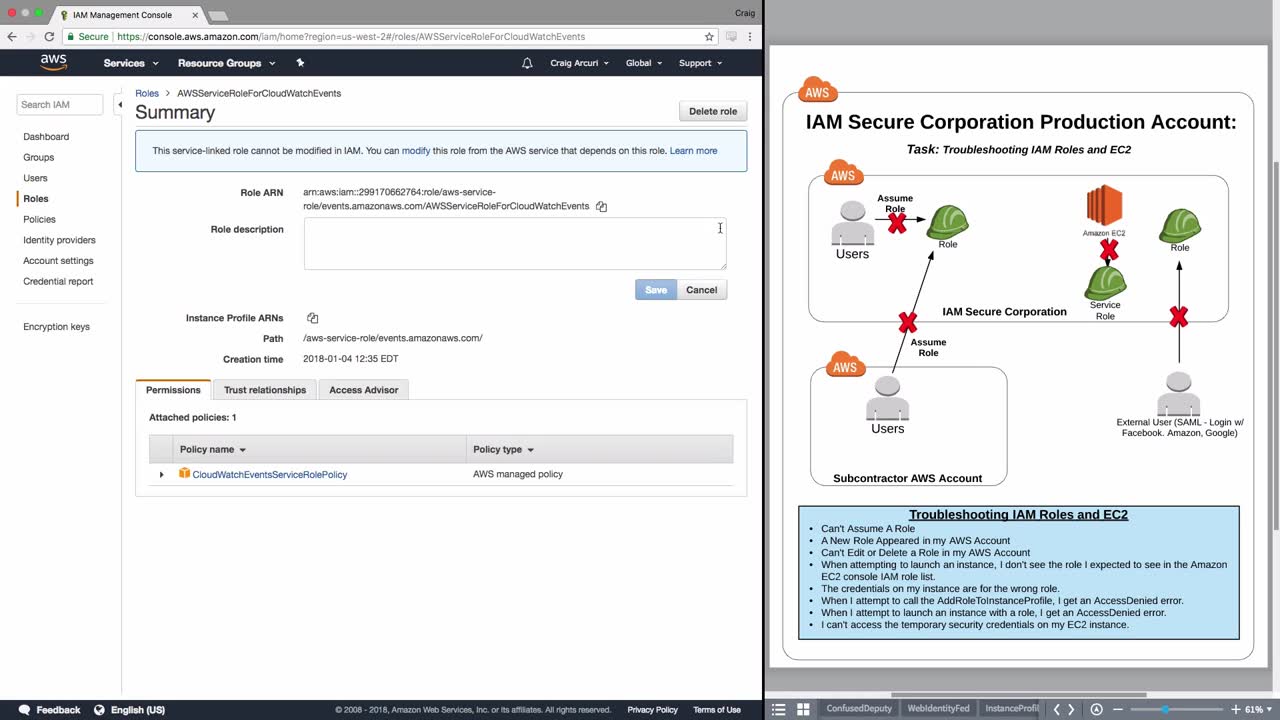 IAM Management Console
Craig
Secure | https://console.aws.amazon.com/iam/home?region=us-west-2#/roles/AWSServiceRoleForCloudWatchEvents
aws
Services
Resource Groups
Craig Arcuri
Global
Support
Search IAM
Dashboard
Groups
Users
Roles
Policies
Identity providers
Account settings
Credential report
Encryption keys
Roles > AWSServiceRoleForCloudWatchEvents
Summary
Delete role
This service-linked role cannot be modified in IAM. You can modify this role from the AWS service that depends on this role. Learn more
Role ARN
arn:aws:iam::299170662764:role/aws-service-
role/events.amazonaws.com/AWSServiceRoleForCloudWatchEvents
Role description
Save
Cancel
Instance Profile ARNs
Path
/aws-service-role/events.amazonaws.com/
Creation time
2018-01-04 12:35 EDT
Permissions
Trust relationships
Access Advisor
Attached policies: 1
Policy name
Policy type
CloudWatchEventsServiceRolePolicy
AWS managed policy
Feedback
English (US)
© 2008 - 2018, Amazon Web Services, Inc. or its affiliates. All rights reserved.
Privacy Policy
Terms of Use
AWS
IAM Secure Corporation Production Account:
Task: Troubleshooting IAM Roles and EC2
AWS
Assume
Role
Users
Role
Amazon EC2
Service
Role
Role
IAM Secure Corporation
Assume
Role
AWS
Users
Subcontractor AWS Account
External User (SAML - Login w/
Facebook. Amazon, Google)
Troubleshooting IAM Roles and EC2
• Can't Assume A Role
• A New Role Appeared in my AWS Account
• Can't Edit or Delete a Role in my AWS Account
• When attempting to launch an instance, I don't see the role I expected to see in the Amazon
EC2 console IAM role list.
• The credentials on my instance are for the wrong role.
• When I attempt to call the AddRoleToInstanceProfile, I get an AccessDenied error.
• When I attempt to launch an instance with a role, I get an AccessDenied error.
• I can't access the temporary security credentials on my EC2 instance.
ConfusedDeputy
WebIdentityFed
InstanceProfil
61%